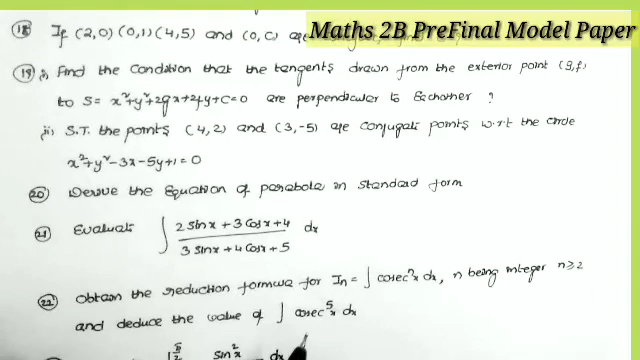 Maths 2B PreFinal Model Paper
18 If (2,0) (0,1) (4,5) and (0,C) are
19 i) Find the Condition that the tangents drawn from the exterior point (g,f)
to S = x²+y²+2gx+2fy+C=0 are perpendicular to Eachother ?
ii) S.T. the points (4,2) and (3,-5) are conjugate points w.r.t the circle
x²+y²-3x-5y+1=0
20 Derive the Equation of parabola in standard form
21 Evaluate ∫ (2 sinx + 3 Cosx + 4)/(3 sinx + 4 Cosx + 5) dx
22 Obtain the reduction formula for Iₙ = ∫ cosecⁿx dx, n being integer n≥2
and deduce the value of ∫ cosec⁵x dx
sin²x dx